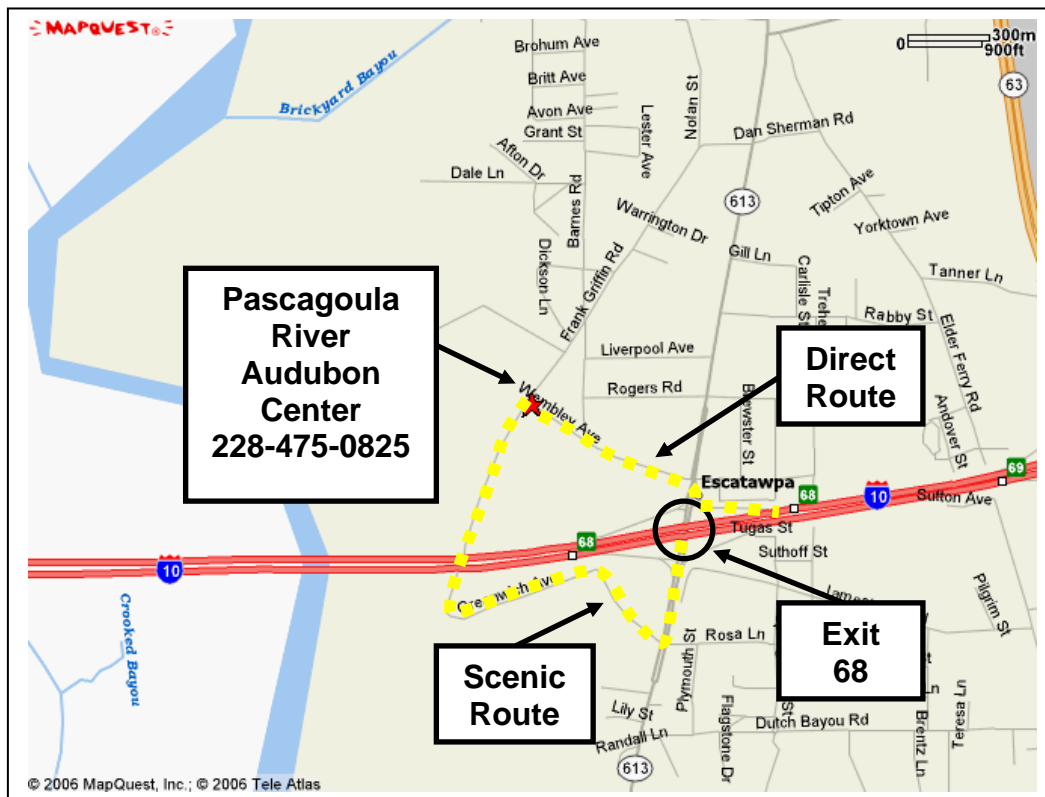 MAPQUEST®
300m
0
900ft
63
Brohum Ave
Brickyard Bayou
Britt Ave
Nolan St
Avon Ave
Lester Ave
Grant St
Dan Sherman Rd
Afton Dr
Dale Ln
Barnes Rd
613
Tipton Ave
Warrington Dr
Yorktown Ave
Dickson Ln
Gill Ln
Carlisle St
Frank Griffin Rd
Tanner Ln
Rabby St
Elder Ferry Rd
Pascagoula
River
Audubon
Center
228-475-0825
Direct
Route
Liverpool Ave
Rogers Rd
Wembley Ave
Brewster St
Andover St
Escatawpa
68
69
10
Sutton Ave
Tugas St
68
Suthoff St
10
Greenwich Ave
Pilgrim St
Crooked Bayou
Rosa Ln
Exit
68
Scenic
Route
Plymouth St
Lily St
Flagstone Dr
Dutch Bayou Rd
Brentz Ln
Teresa Ln
Randall Ln
613
© 2006 MapQuest, Inc.; © 2006 Tele Atlas